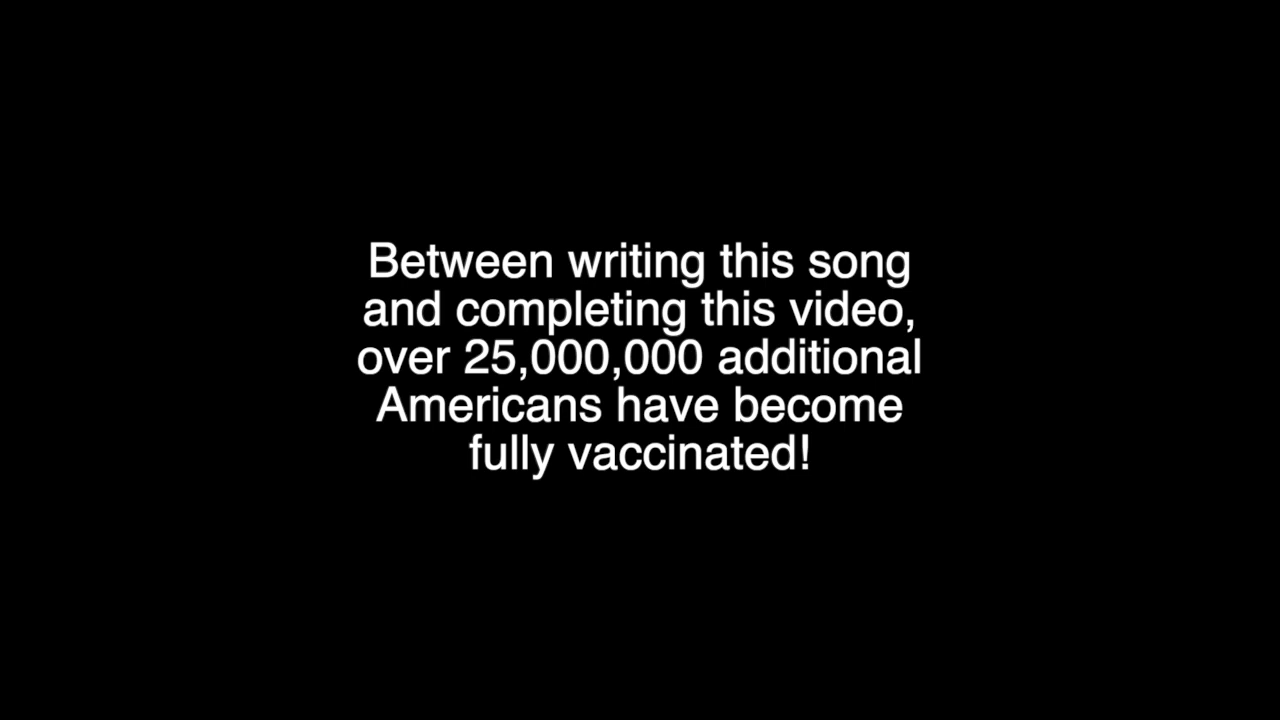 Between writing this song
and completing this video,
over 25,000,000 additional
Americans have become
fully vaccinated!